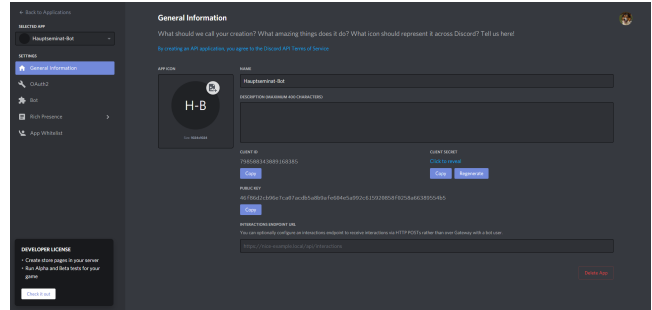 ← Back to Applications
SELECTED APP
Hauptseminat-Bot
SETTINGS
General Information
OAuth2
Bot
Rich Presence
App Whitelist
DEVELOPER LICENSE
• Create store pages in your server
• Run Alpha and Beta tests for your
game
Check it out
General Information
What should we call your creation? What amazing things does it do? What icon should represent it across Discord? Tell us here!
By creating an API application, you agree to the Discord API Terms of Service
APP ICON
H-B
NAME
Hauptseminat-Bot
DESCRIPTION (MAXIMUM 400 CHARACTERS)
CLIENT ID
CLIENT SECRET
Click to reveal
Copy
Copy
Regenerate
PUBLIC KEY
Copy
INTERACTIONS ENDPOINT URL
You can optionally configure an interactions endpoint to receive interactions via HTTP POSTs rather than over Gateway with a bot user.
https://nice.example/local/api/interactions
Delete App